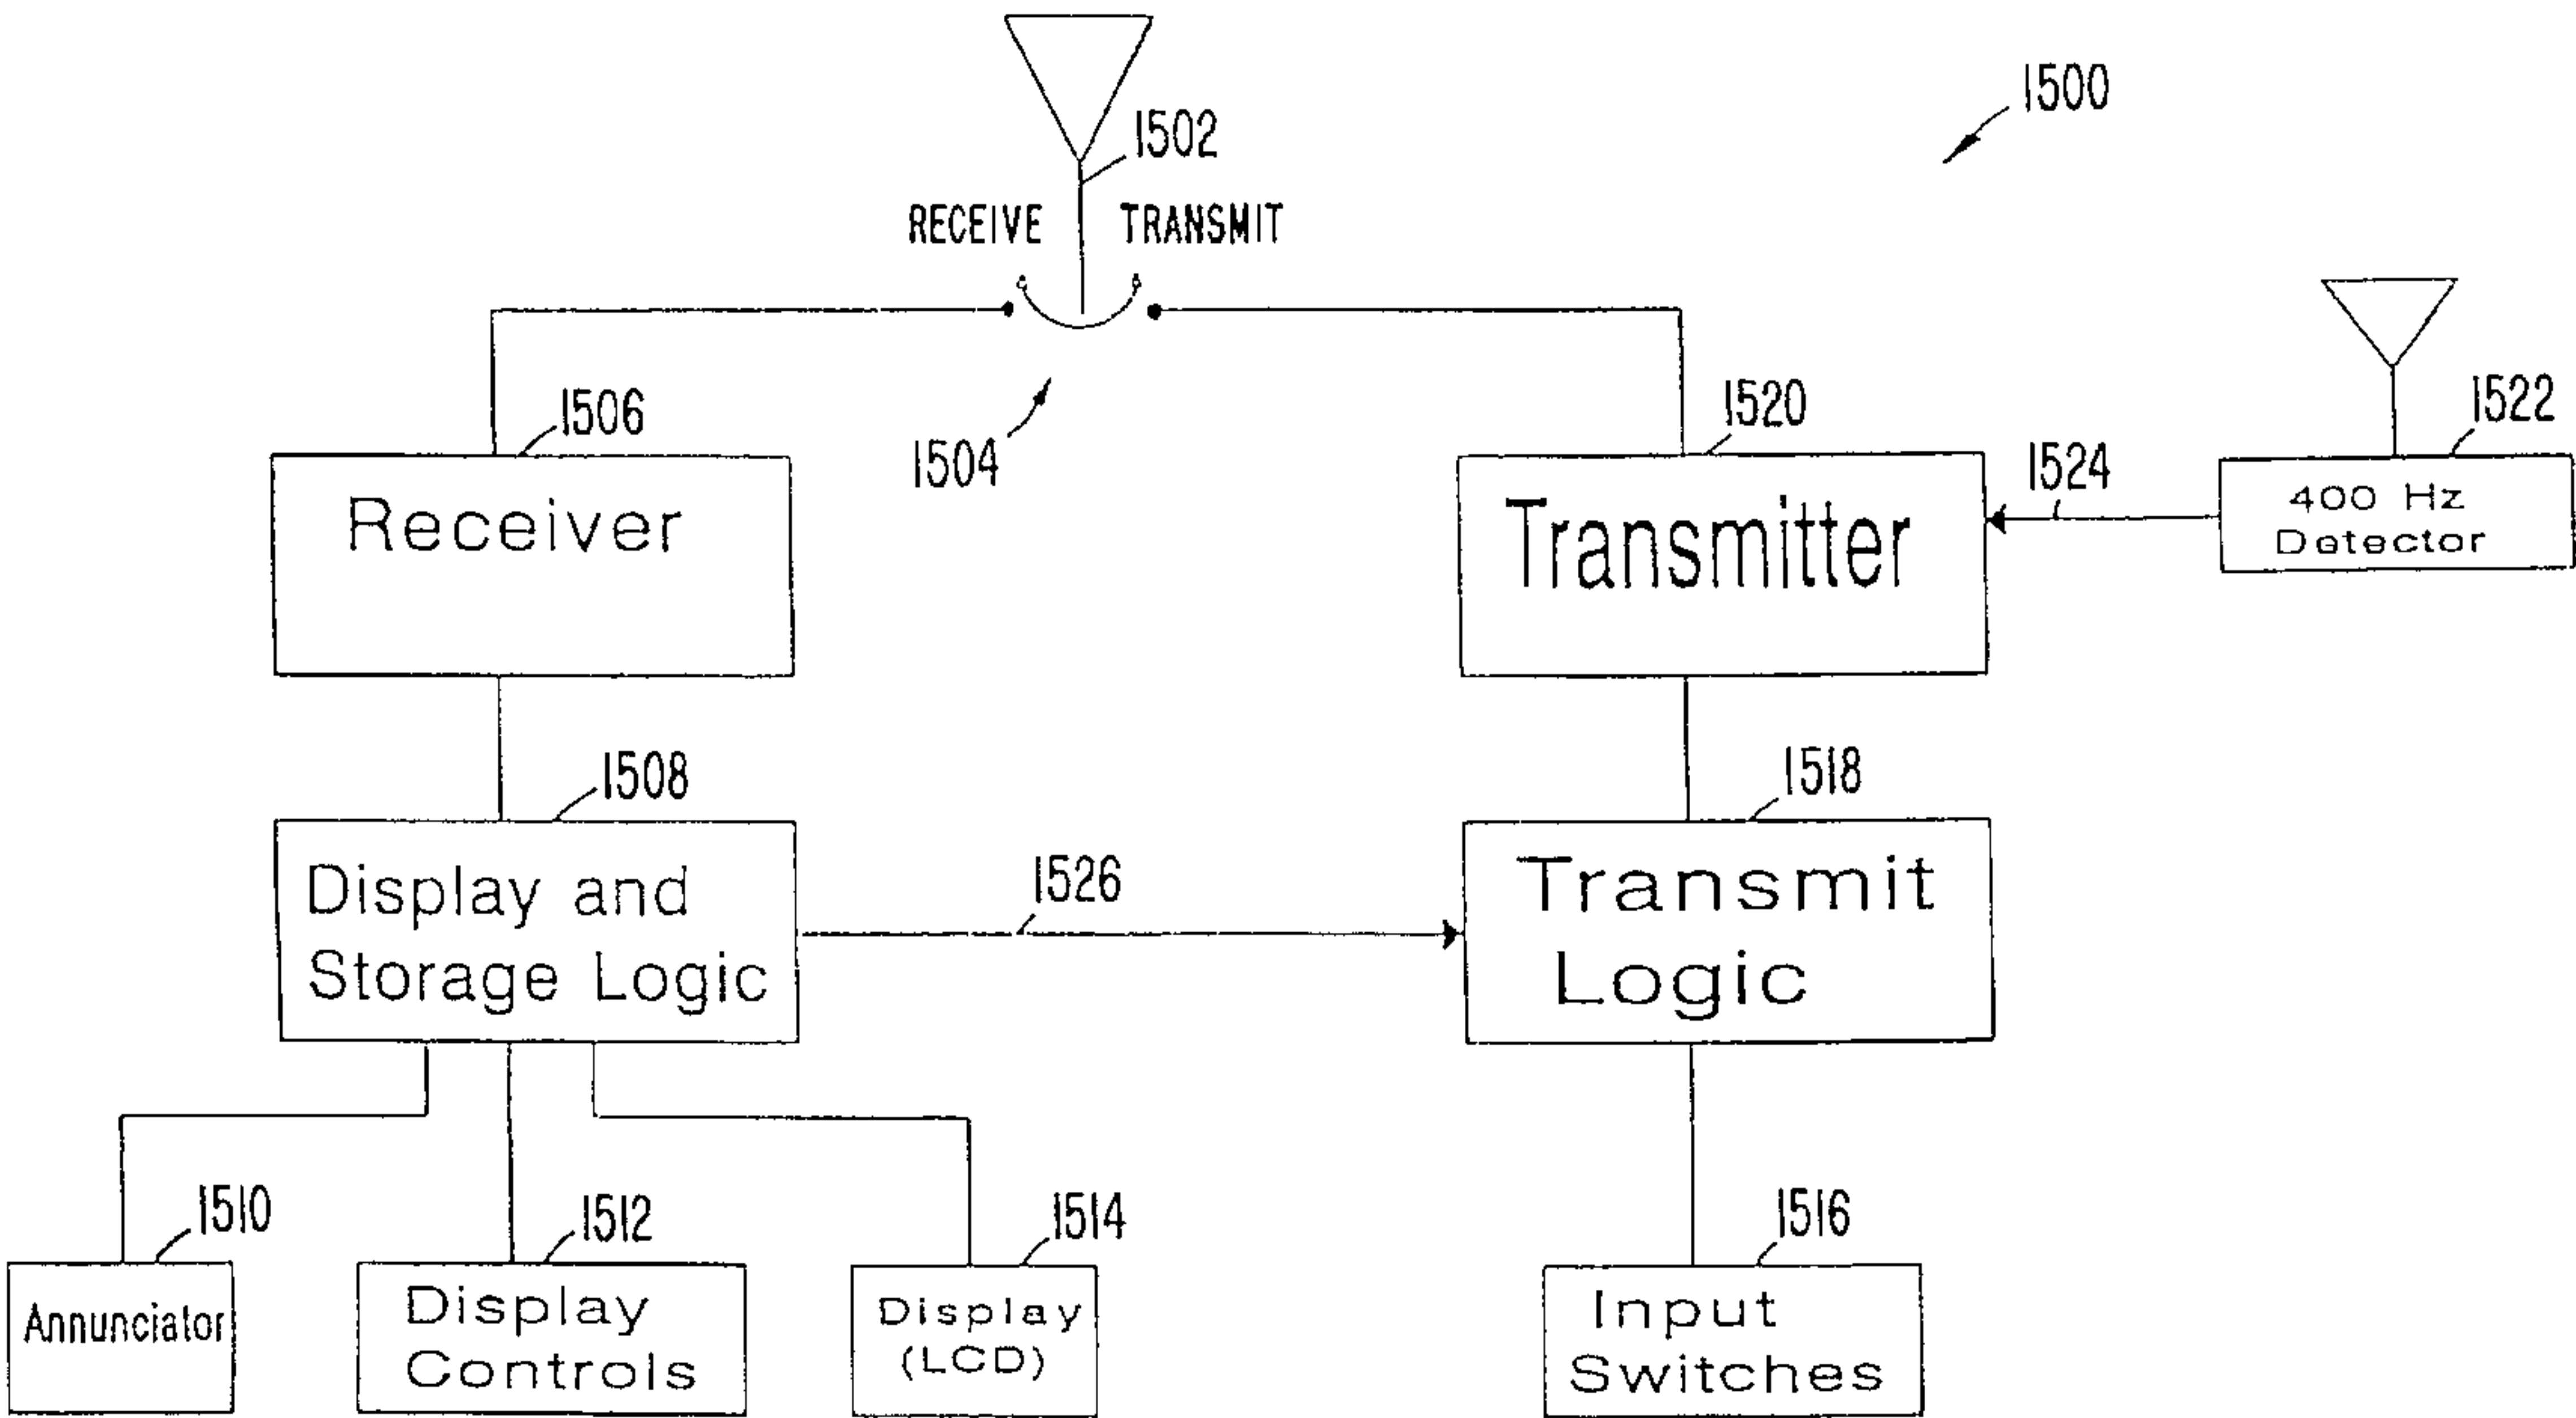 1500
1502
RECEIVE TRANSMIT
1504
1506
Receiver
1520
Transmitter
1524
1522
400 Hz
Detector
1508
Display and
Storage Logic
1526
1518
Transmit
Logic
1510
Annunciator
1512
Display
Controls
1514
Display
(LCD)
1516
Input
Switches